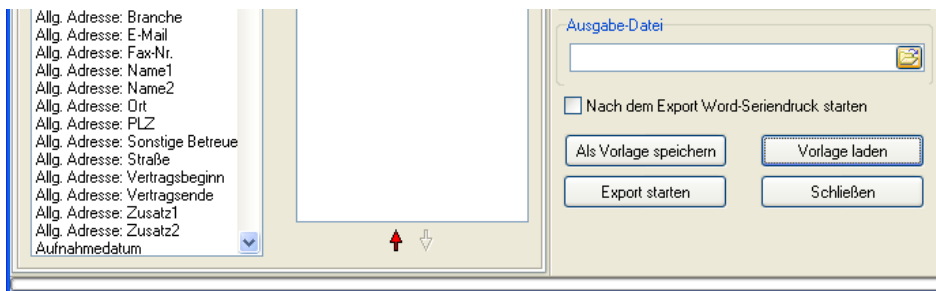 Allg. Adresse: Branche
Allg. Adresse: E-Mail
Allg. Adresse: Fax-Nr.
Allg. Adresse: Name1
Allg. Adresse: Name2
Allg. Adresse: Ort
Allg. Adresse: PLZ
Allg. Adresse: Sonstige Betreue
Allg. Adresse: Straße
Allg. Adresse: Vertragsbeginn
Allg. Adresse: Vertragsende
Allg. Adresse: Zusatz1
Allg. Adresse: Zusatz2
Aufnahmedatum
Ausgabe-Datei
Nach dem Export Word-Seriendruck starten
Als Vorlage speichern
Vorlage laden
Export starten
Schließen